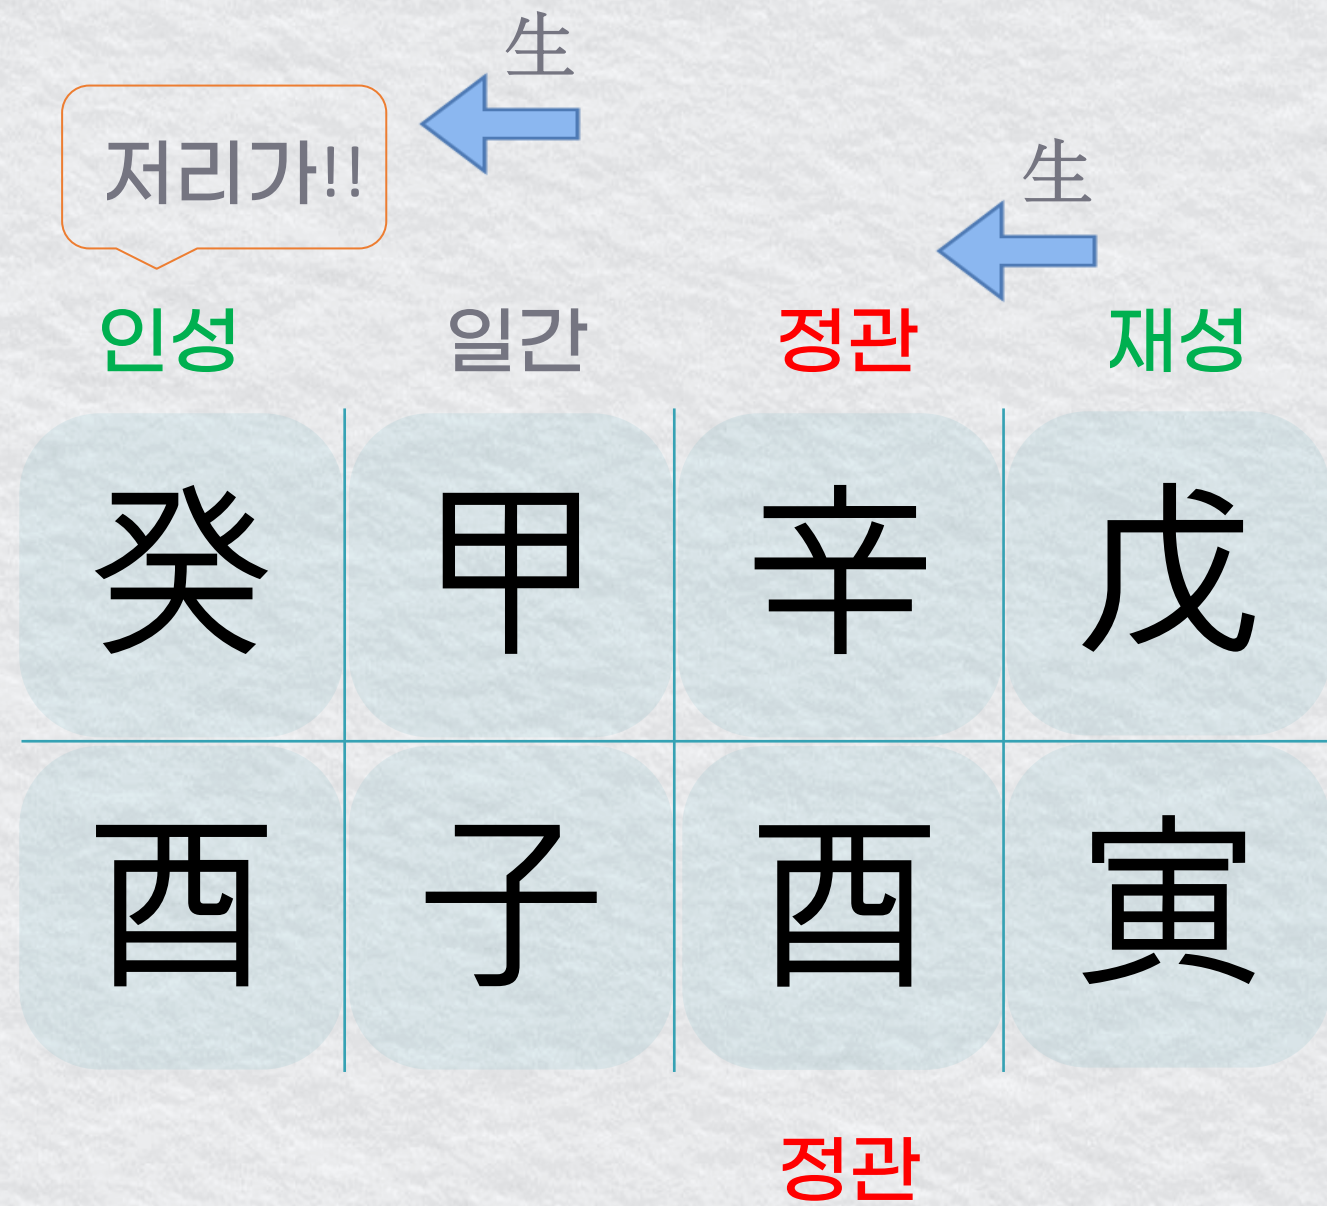 生
저리가!!
生
인성 일간 정관 재성
癸 甲 辛 戊
酉 子 酉 寅
정관